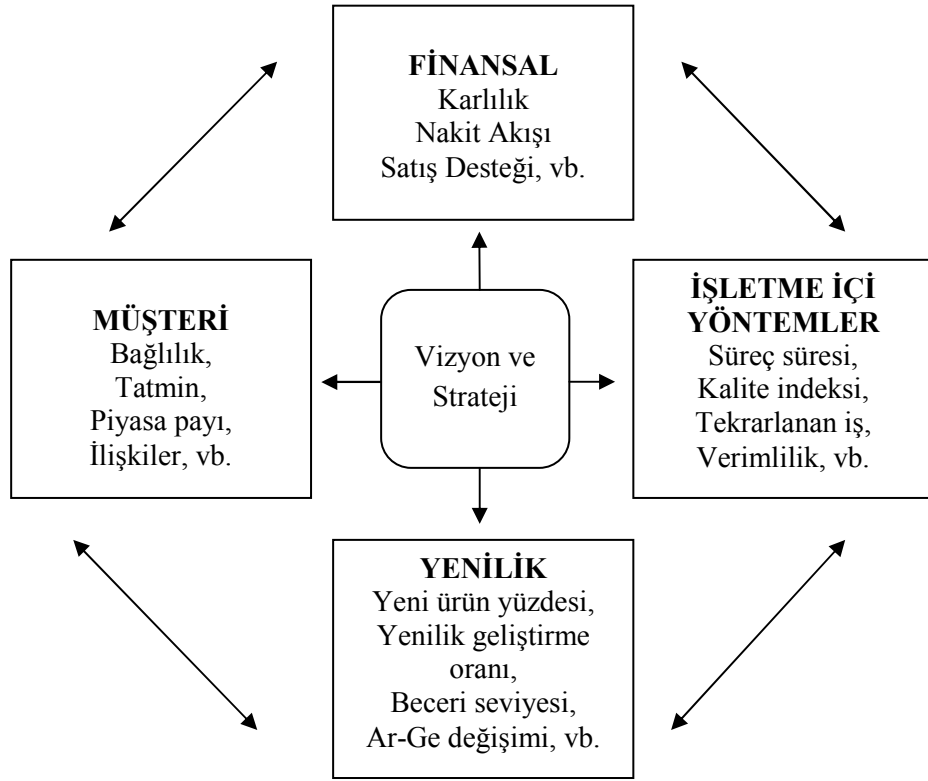 FİNANSAL
Karlılık
Nakit Akışı
Satış Desteği, vb.
MÜŞTERİ
Bağlılık,
Tatmin,
Piyasa payı,
İlişkiler, vb.
Vizyon ve
Strateji
İŞLETME İÇİ
YÖNTEMLER
Süreç süresi,
Kalite indeksi,
Tekrarlanan iş,
Verimlilik, vb.
YENİLİK
Yeni ürün yüzdesi,
Yenilik geliştirme
oranı,
Beceri seviyesi,
Ar-Ge değişimi, vb.